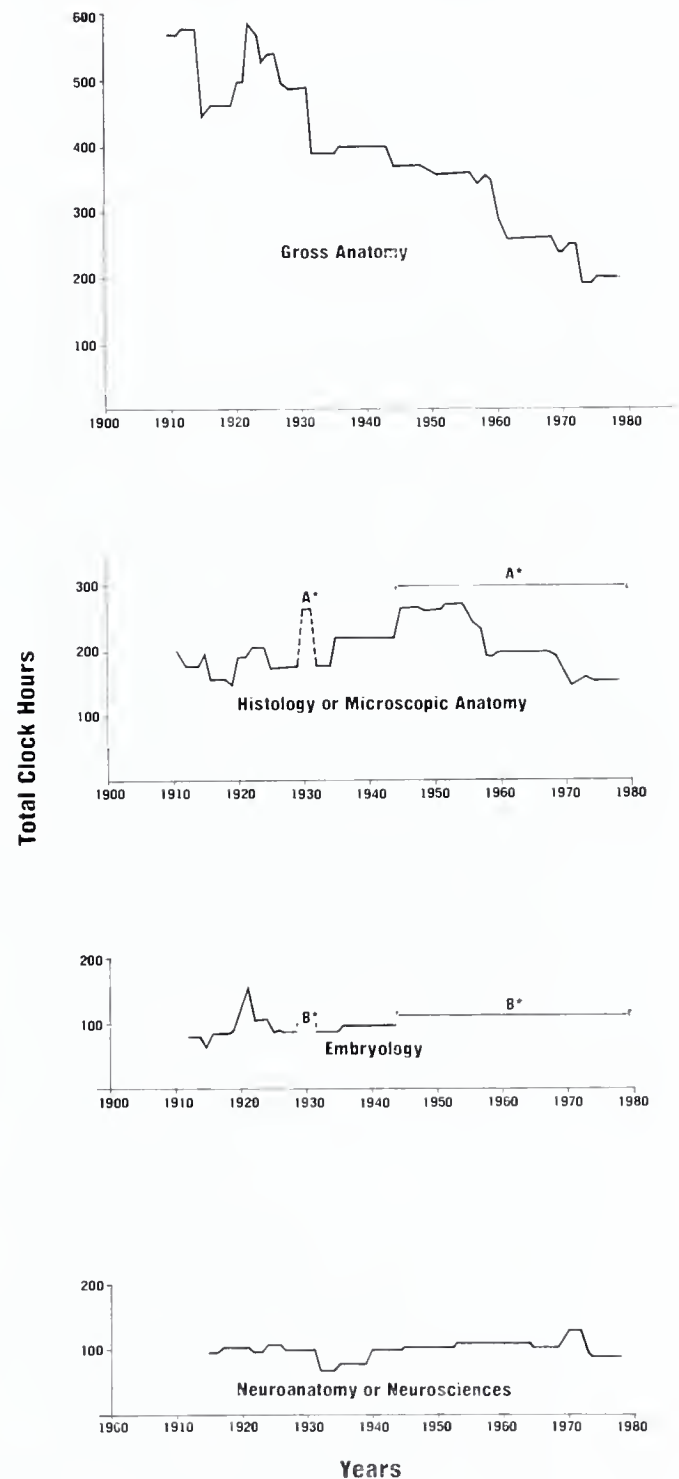 600
500
400
300
200
100
Gross Anatomy
1900 1910 1920 1930 1940 1950 1960 1970 1980
Total Clock Hours
300
200
100
A*
A*
Histology or Microscopic Anatomy
1900 1910 1920 1930 1940 1950 1960 1970 1980
200
100
B*
B*
Embryology
1900 1910 1920 1930 1940 1950 1960 1970 1980
200
100
Neuroanatomy or Neurosciences
1960 1910 1920 1930 1940 1950 1960 1970 1980
Years